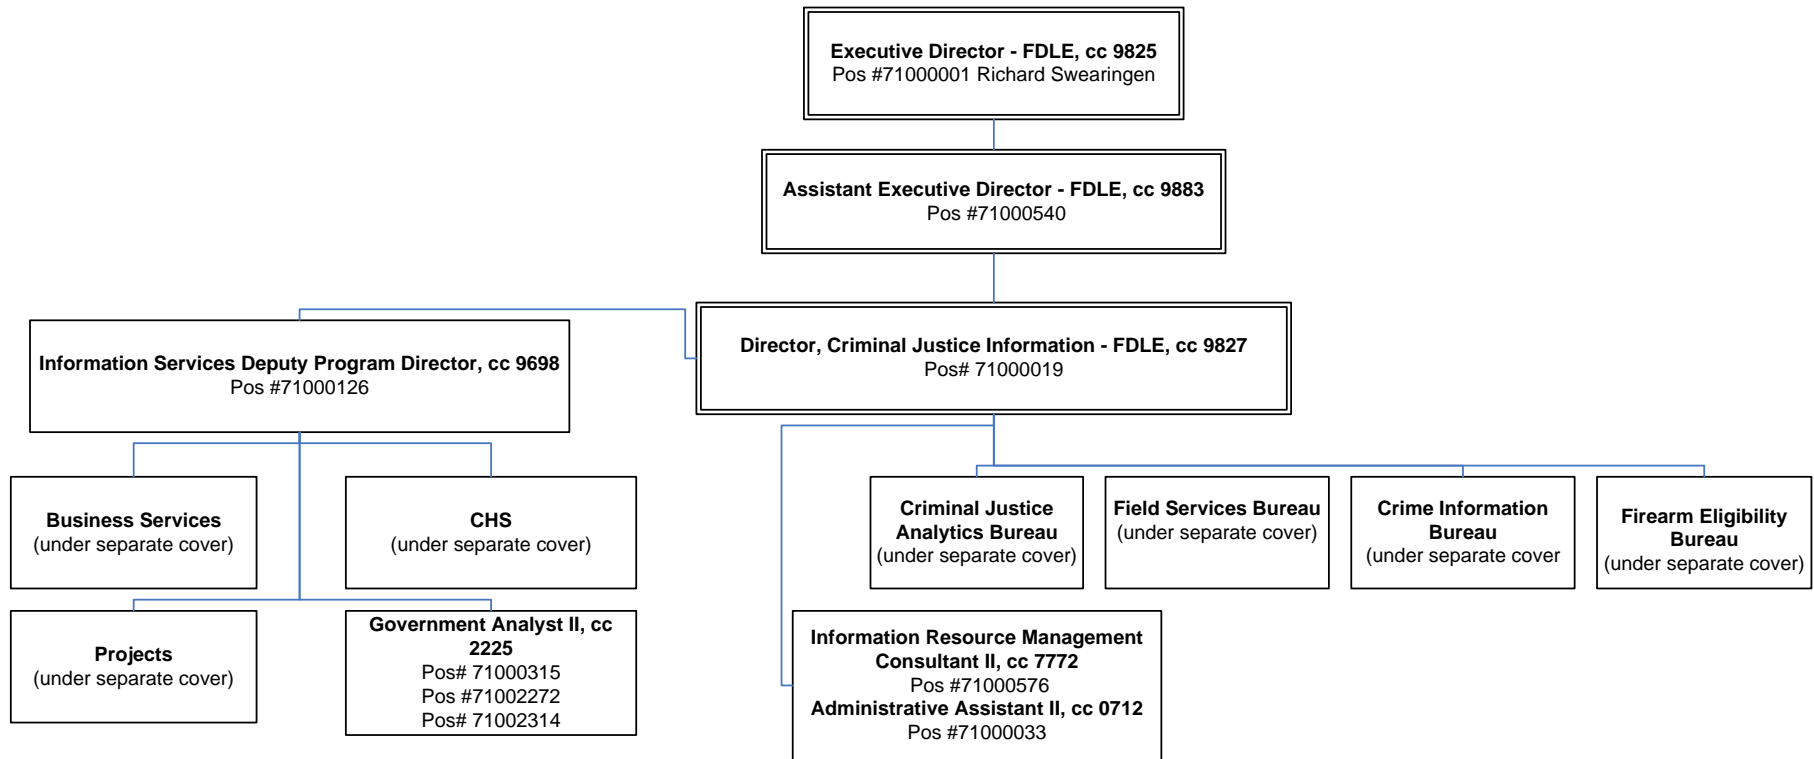 Executive Director - FDLE, cc 9825
Pos #71000001 Richard Swearingen
Assistant Executive Director - FDLE, cc 9883
Pos #71000540
Director, Criminal Justice Information - FDLE, cc 9827
Pos# 71000019
Information Services Deputy Program Director, cc 9698
Pos #71000126
Business Services
(under separate cover)
CHS
(under separate cover)
Projects
(under separate cover)
Government Analyst II, cc
2225
Pos# 71000315
Pos #71002272
Pos# 71002314
Criminal Justice
Analytics Bureau
(under separate cover)
Field Services Bureau
(under separate cover)
Crime Information
Bureau
(under separate cover
Firearm Eligibility
Bureau
(under separate cover)
Information Resource Management
Consultant II, cc 7772
Pos #71000576
Administrative Assistant II, cc 0712
Pos #71000033